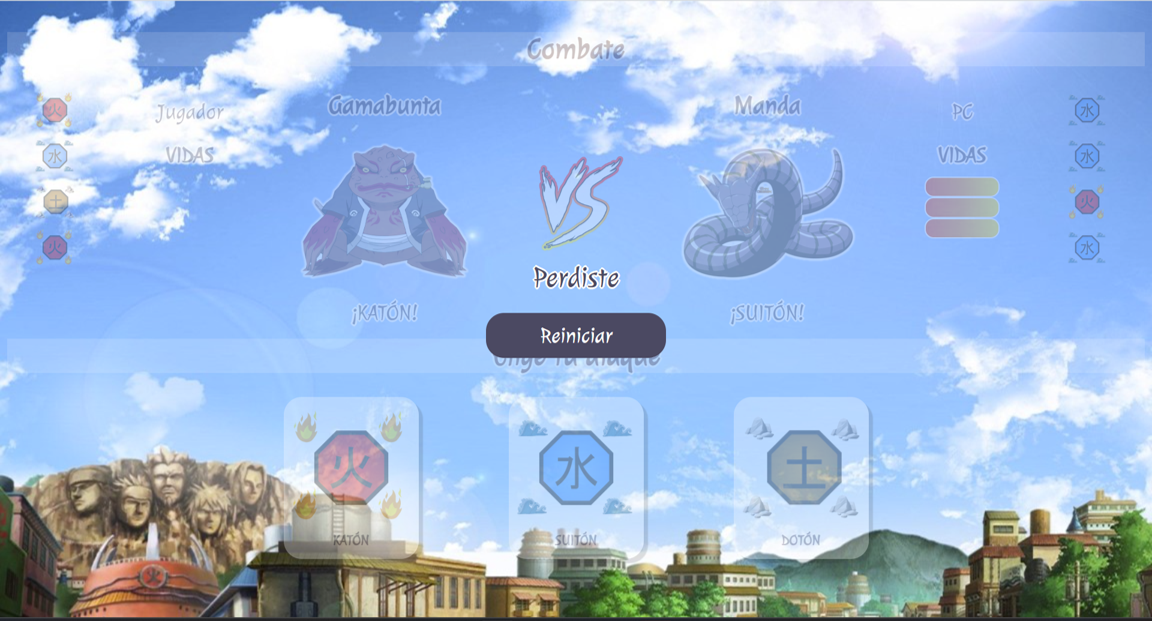 Combate
Jugador
VIDAS
火
水
土
火
Gamabunta
VS
Manda
PC
VIDAS
水
水
火
水
Perdiste
¡KATÓN!
¡SUITÓN!
Reiniciar
火
KATÓN
水
SUITÓN
土
DOTÓN